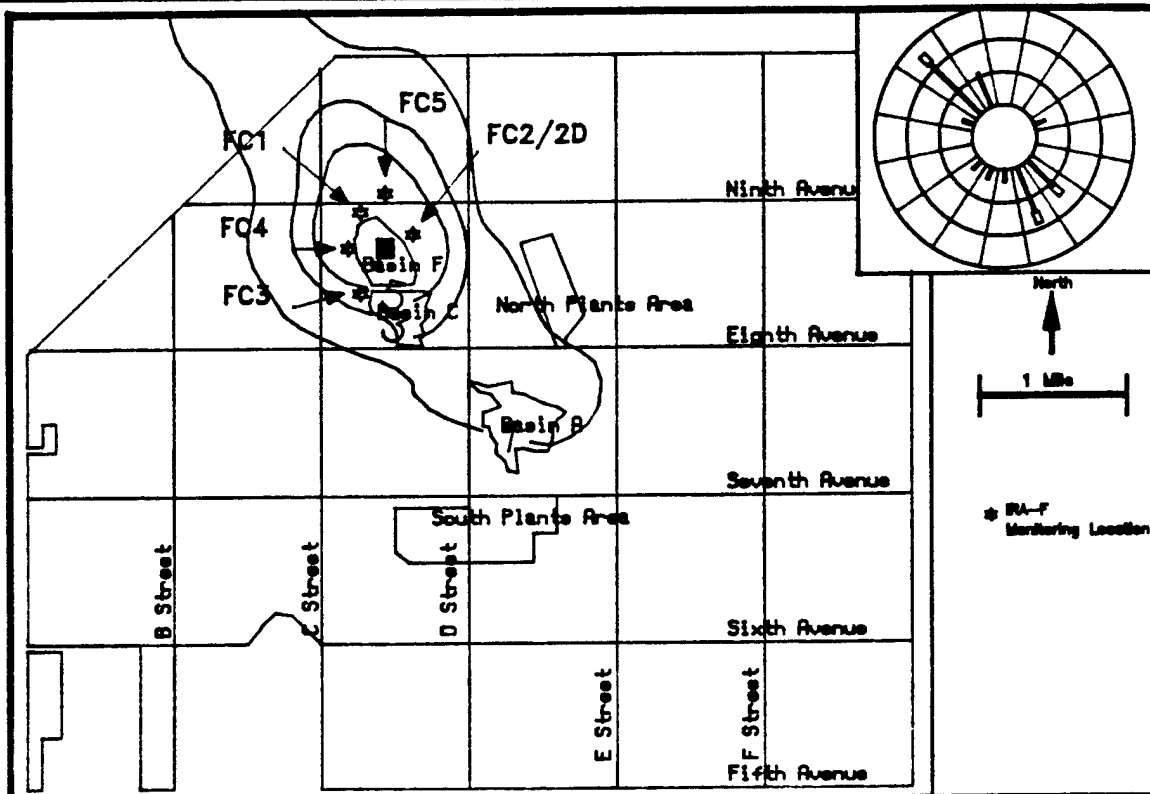 FC5
FC1
FC2/2D
Ninth Avenue
FC4
Basin F
FC3
Basin C
North Plants Area
North
Eighth Avenue
1 Mile
Basin A
Seventh Avenue
South Plants Area
IRA-F
Monitoring Location
B Street
C Street
D Street
Sixth Avenue
E Street
F Street
Fifth Avenue